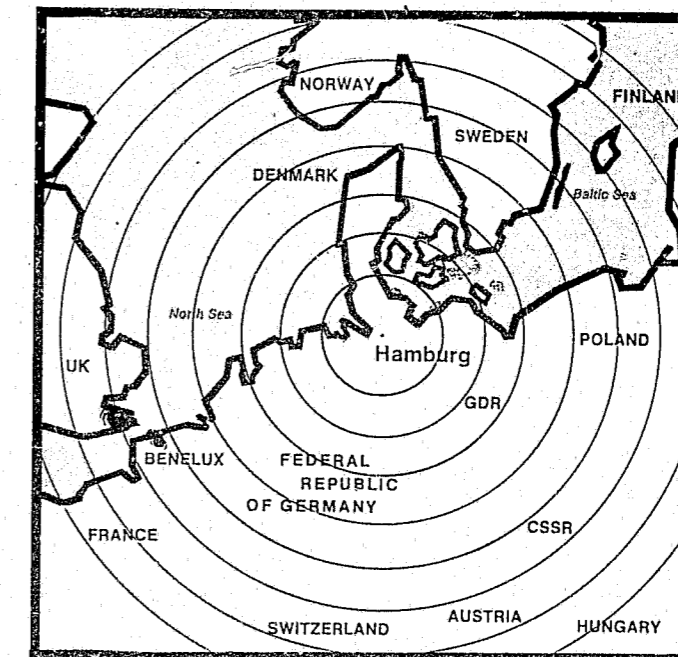 NORWAY
FINLAND
SWEDEN
DENMARK
Baltic Sea
North Sea
POLAND
Hamburg
UK
GDR
BENELUX
FEDERAL
REPUBLIC
OF GERMANY
CSSR
FRANCE
AUSTRIA
SWITZERLAND
HUNGARY